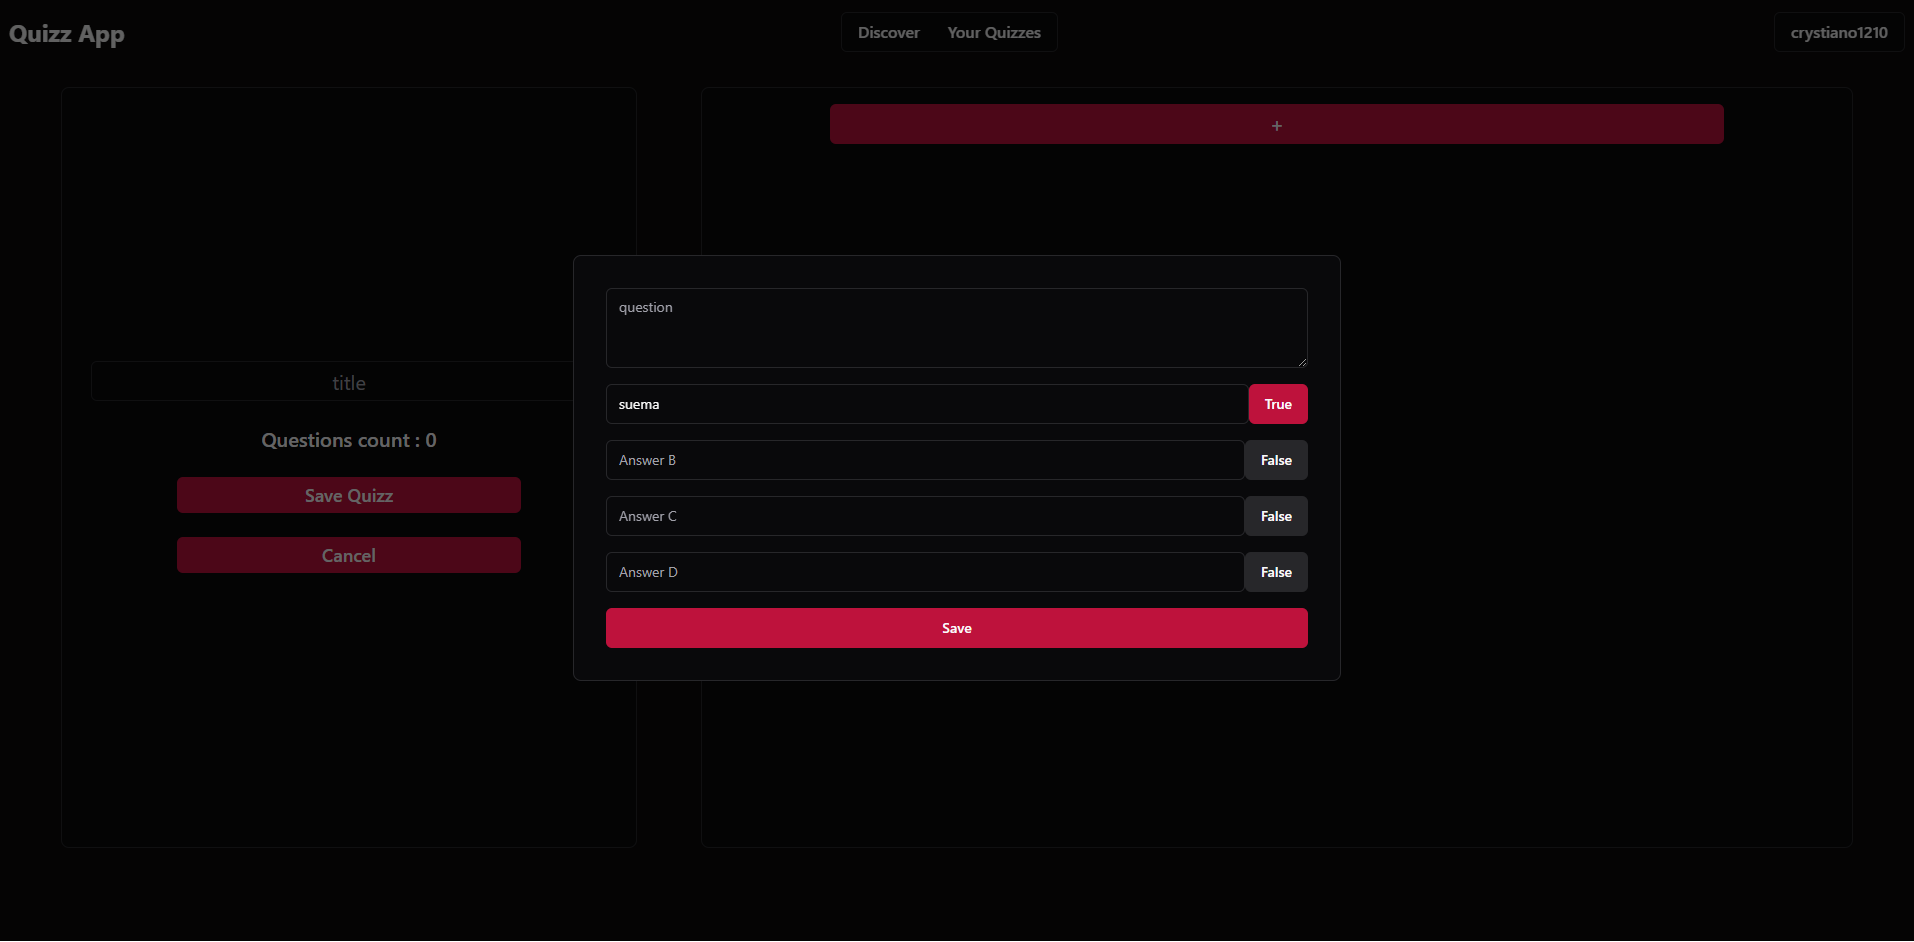 Quizz App
Discover
Your Quizzes
crystiano1210
+
title
Questions count : 0
Save Quizz
Cancel
question
suema
True
Answer B
False
Answer C
False
Answer D
False
Save